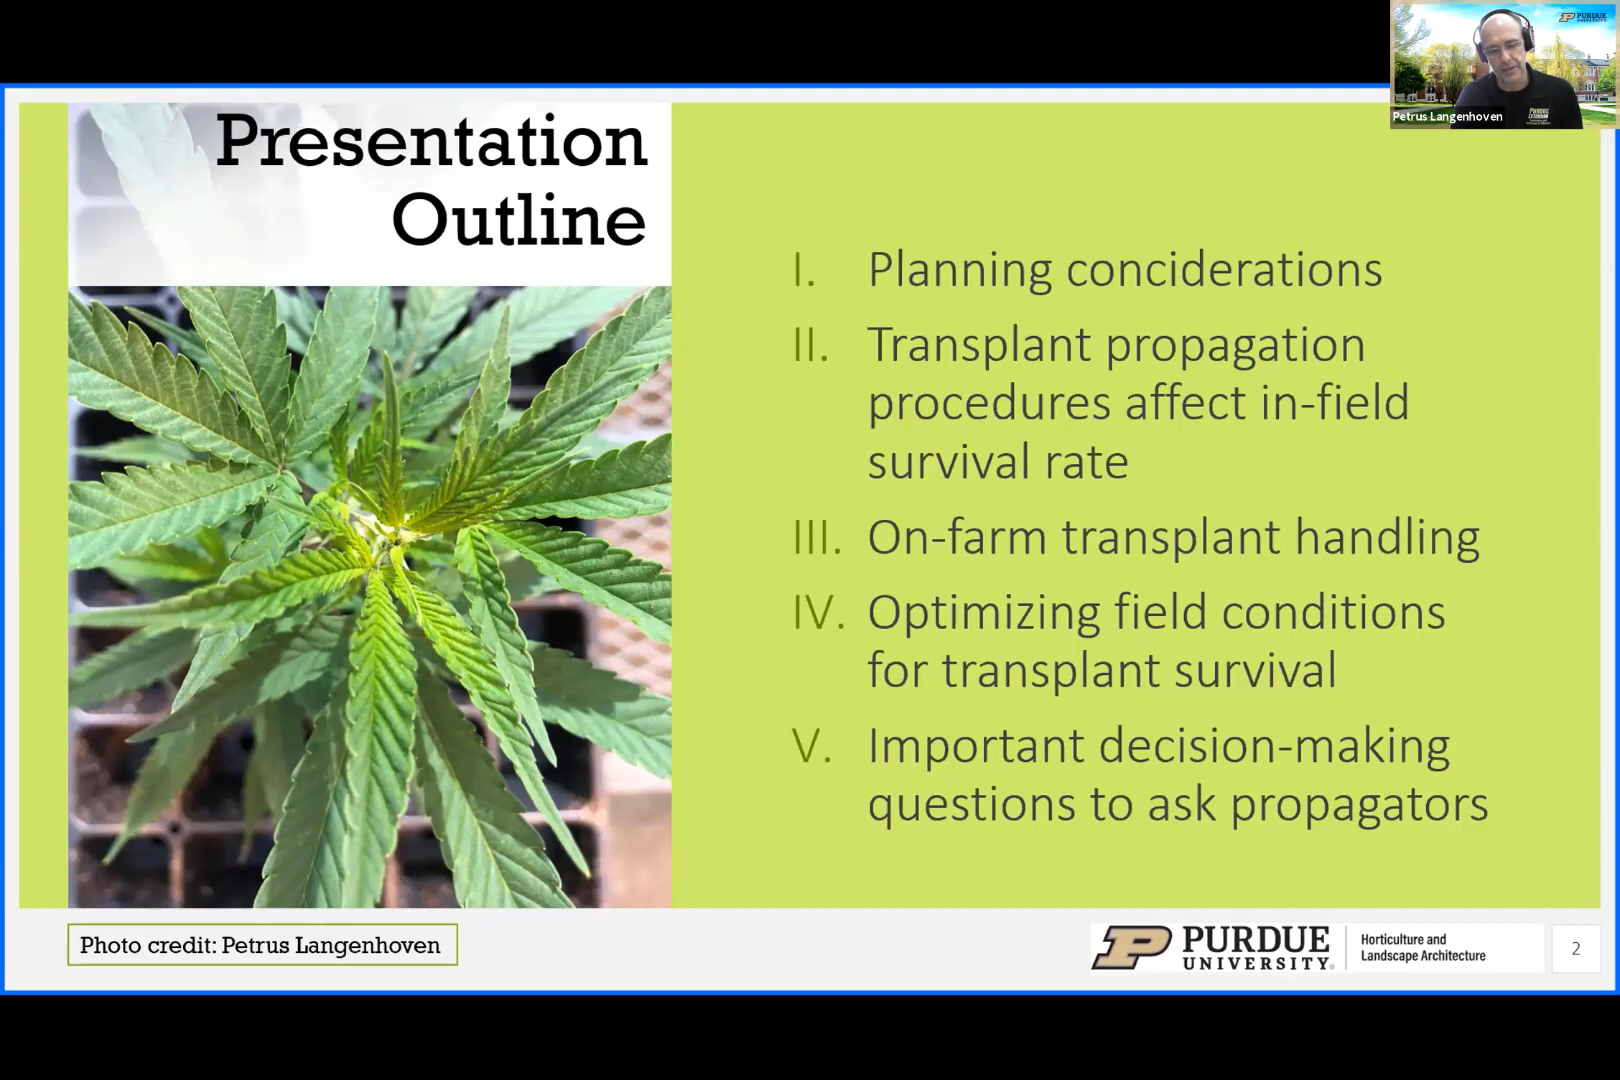 PURDUE
UNIVERSITY
Petrus Langenhoven
Presentation
Outline
I. Planning conciderations
II. Transplant propagation
procedures affect in-field
survival rate
III. On-farm transplant handling
IV. Optimizing field conditions
for transplant survival
V. Important decision-making
questions to ask propagators
Photo credit: Petrus Langenhoven
PURDUE
UNIVERSITY®
Horticulture and
Landscape Architecture
2